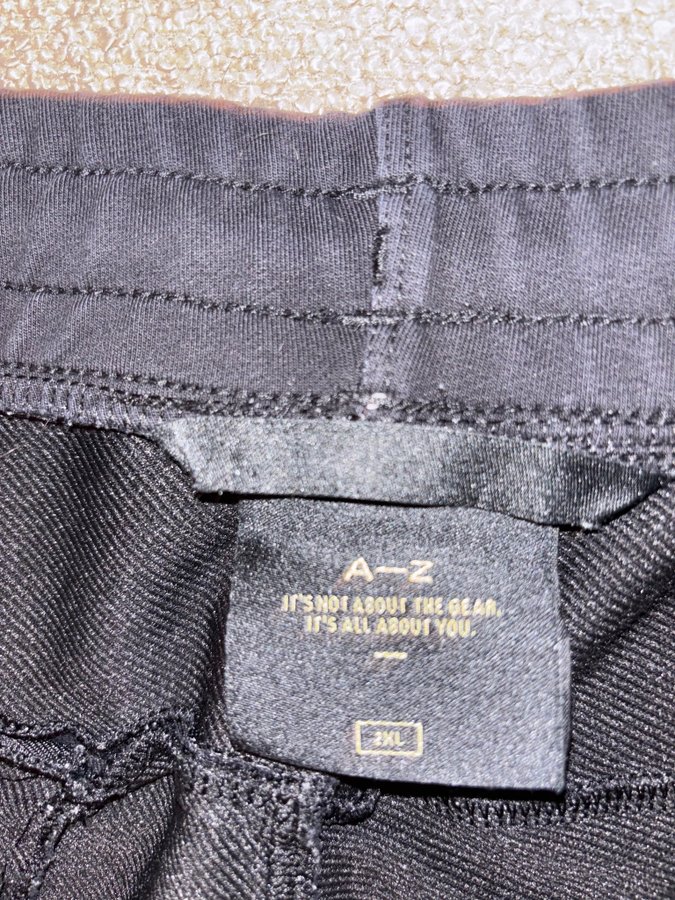 A—Z
IT'S NOT ABOUT THE GEAR.
IT'S ALL ABOUT YOU.
2XL